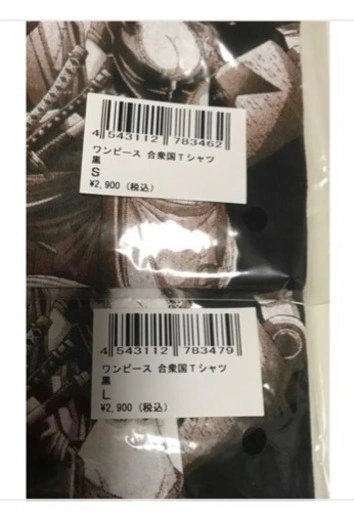 4 543112 783462
ワンピース 合衆国Tシャツ
黒
S
¥2,900 (税込)
4 543112 783479
ワンピース 合衆国Tシャツ
黒
L
¥2,900 (税込)